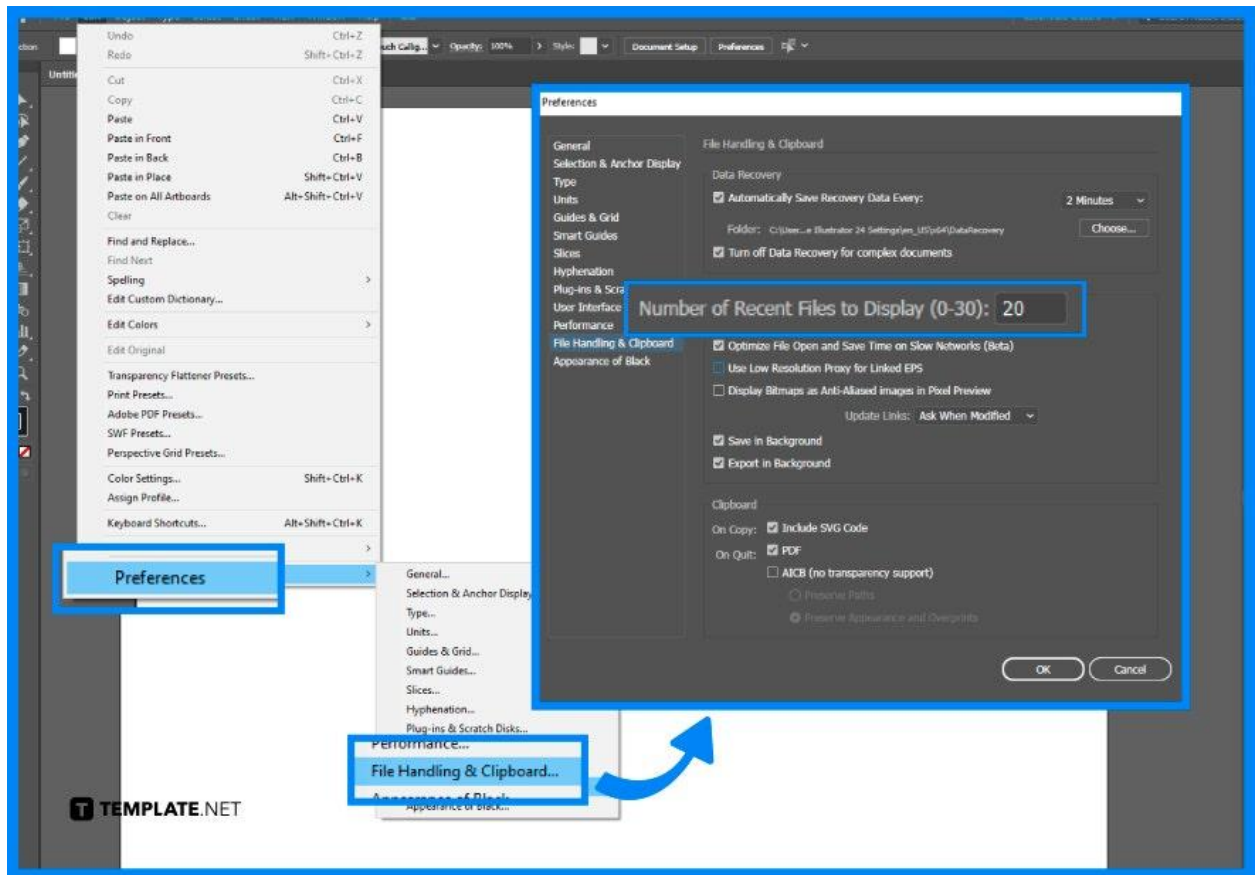 Opacity: 100%
Style:
Document Setup
Preferences
Undo Ctrl+Z
Redo Shift+Ctrl+Z
Cut Ctrl+X
Copy Ctrl+C
Paste Ctrl+V
Paste in Front Ctrl+F
Paste in Back Ctrl+B
Paste in Place Shift+Ctrl+V
Paste on All Artboards Alt+Shift+Ctrl+V
Clear
Find and Replace...
Find Next
Spelling
Edit Custom Dictionary...
Edit Colors
Edit Original
Transparency Flattener Presets...
Print Presets...
Adobe PDF Presets...
SWF Presets...
Perspective Grid Presets...
Color Settings... Shift+Ctrl+K
Assign Profile...
Keyboard Shortcuts... Alt+Shift+Ctrl+K
Preferences
General...
Selection & Anchor Display
Type...
Units...
Guides & Grid...
Smart Guides...
Slices...
Hyphenation...
Plug-ins & Scratch Disks...
Performance...
File Handling & Clipboard...
Appearance of Black...
Preferences
General
Selection & Anchor Display
Type
Units
Guides & Grid
Smart Guides
Slices
Hyphenation
Plug-ins & Scra
User Interface
Performance
File Handling & Clipboard
Appearance of Black
File Handling & Clipboard
Data Recovery
Automatically Save Recovery Data Every: 2 Minutes
Folder: C:\User...e Illustrator 24 Settings\en_US\x64\DataRecovery Choose...
Turn off Data Recovery for complex documents
Number of Recent Files to Display (0-30): 20
Optimize File Open and Save Time on Slow Networks (Beta)
Use Low Resolution Proxy for Linked EPS
Display Bitmaps as Anti-Aliased images in Pixel Preview
Update Links: Ask When Modified
Save in Background
Export in Background
Clipboard
On Copy: Include SVG Code
On Quit: PDF
AICB (no transparency support)
Preserve Paths
Preserve Appearance and Overprints
OK Cancel
TEMPLATE.NET